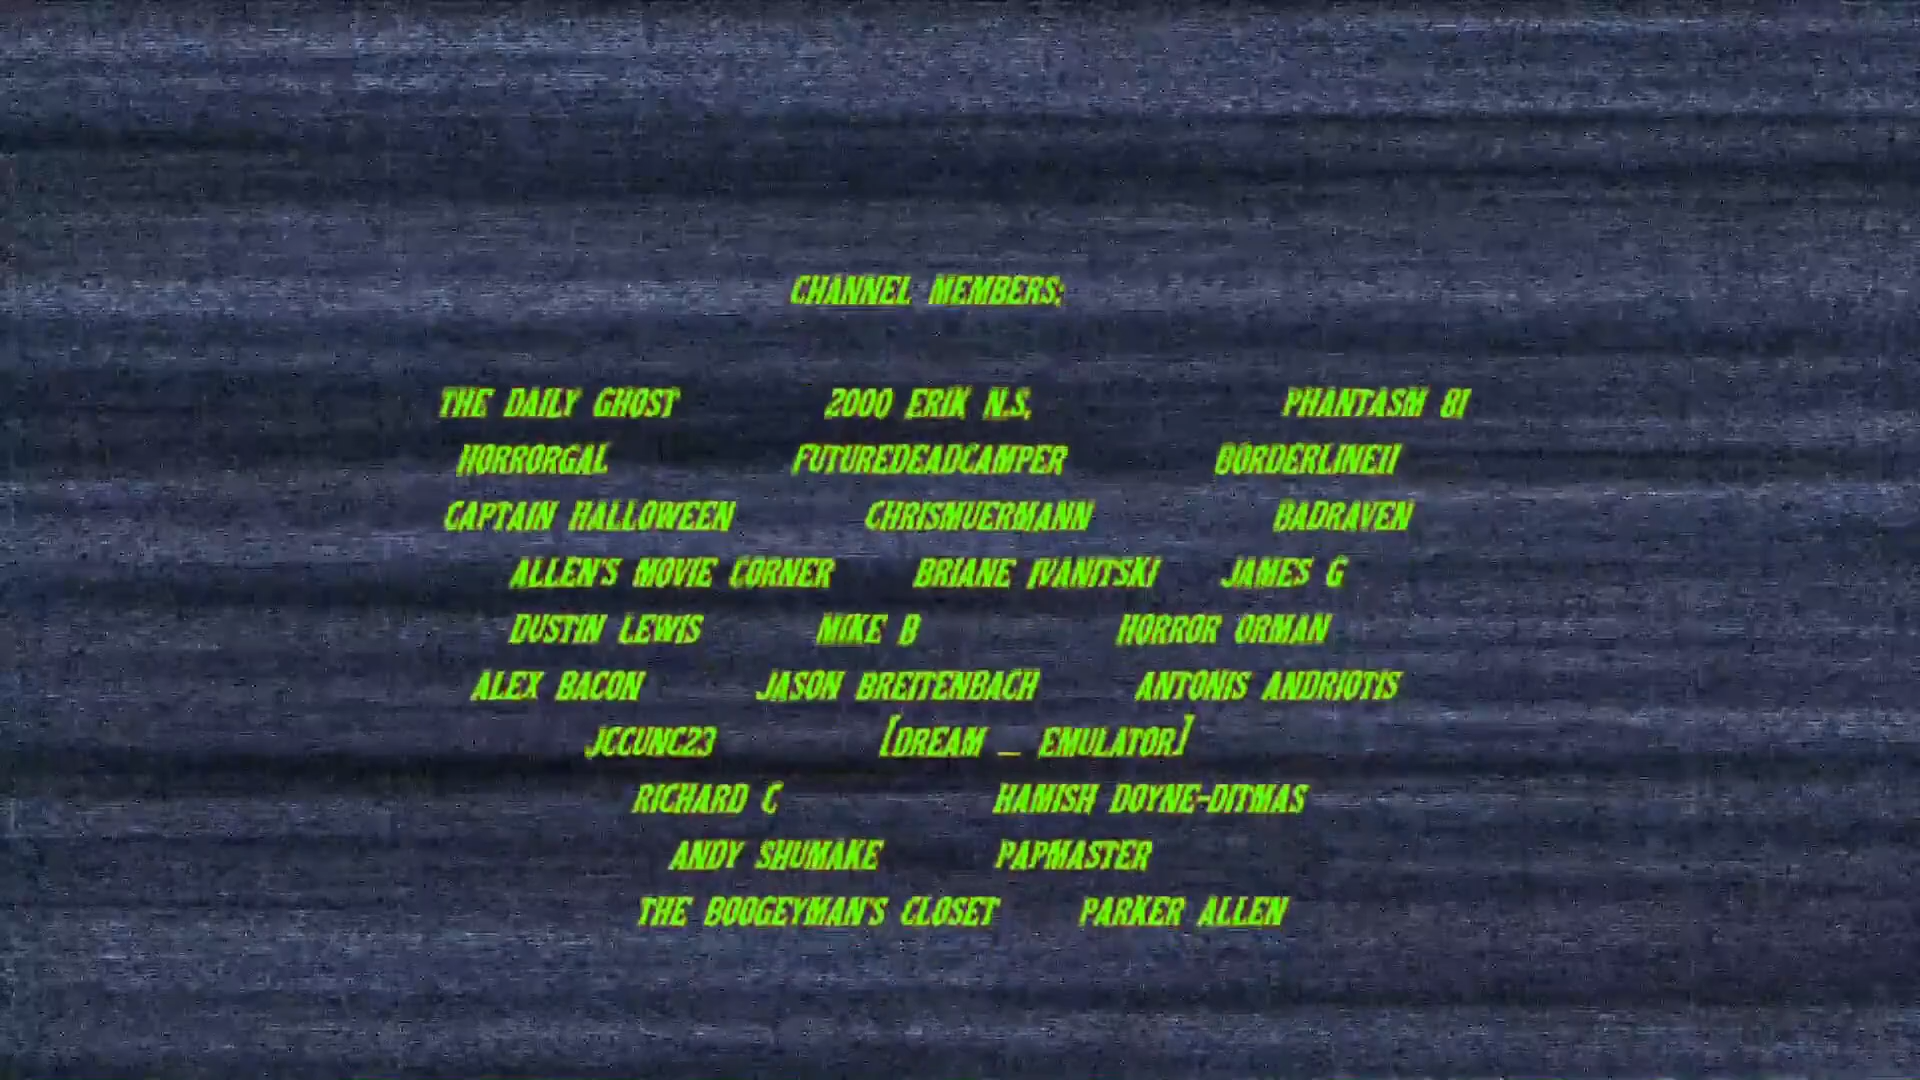 CHANNEL MEMBERS:
THE DAILY GHOST 2000 ERIK N.S. PHANTASM 81
HORRORGAL FUTUREDEADCAMPER BORDERLINE11
CAPTAIN HALLOWEEN CHRISMUERMANN BADRAVEN
ALLEN'S MOVIE CORNER BRIANE IVANITSKI JAMES G
DUSTIN LEWIS MIKE B HORROR ORMAN
ALEX BACON JASON BREITENBACH ANTONIS ANDRIOTIS
JCCUNC23 [DREAM _ EMULATOR]
RICHARD C HAMISH DOYNE-DITMAS
ANDY SHUMAKE PAPMASTER
THE BOOGEYMAN'S CLOSET PARKER ALLEN